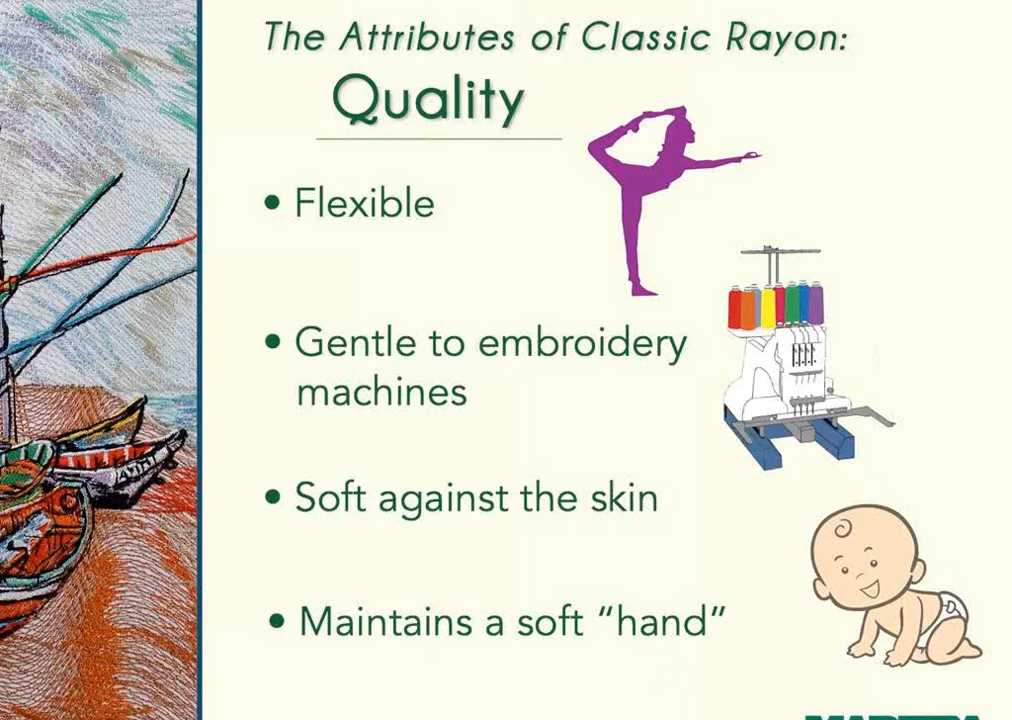 The Attributes of Classic Rayon:
Quality
• Flexible
• Gentle to embroidery
machines
• Soft against the skin
• Maintains a soft “hand”